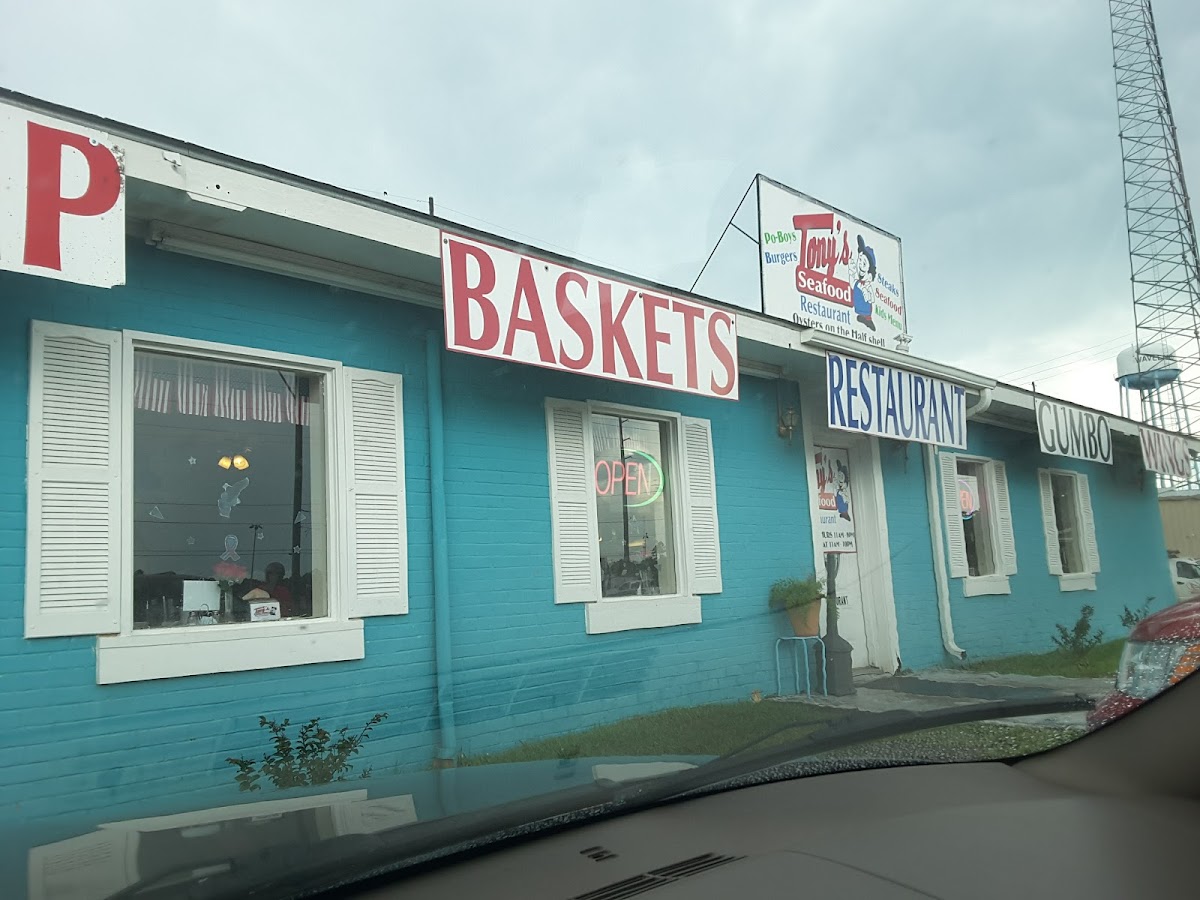 P
BASKETS
Po-Boys
Burgers
Tony's
Seafood
Restaurant
Steaks
Seafood
Kids Menu
Oysters on the Half shell
RESTAURANT
GUMBO
WINGS
OPEN